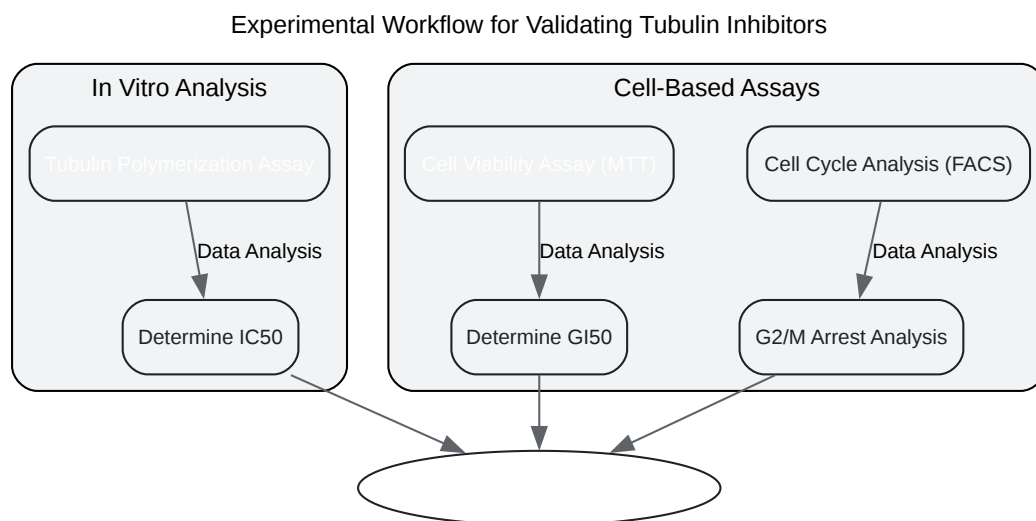 Experimental Workflow for Validating Tubulin Inhibitors
In Vitro Analysis
Cell-Based Assays
Tubulin Polymerization Assay
Cell Viability Assay (MTT)
Cell Cycle Analysis (FACS)
Data Analysis
Data Analysis
Data Analysis
Determine IC50
Determine GI50
G2/M Arrest Analysis